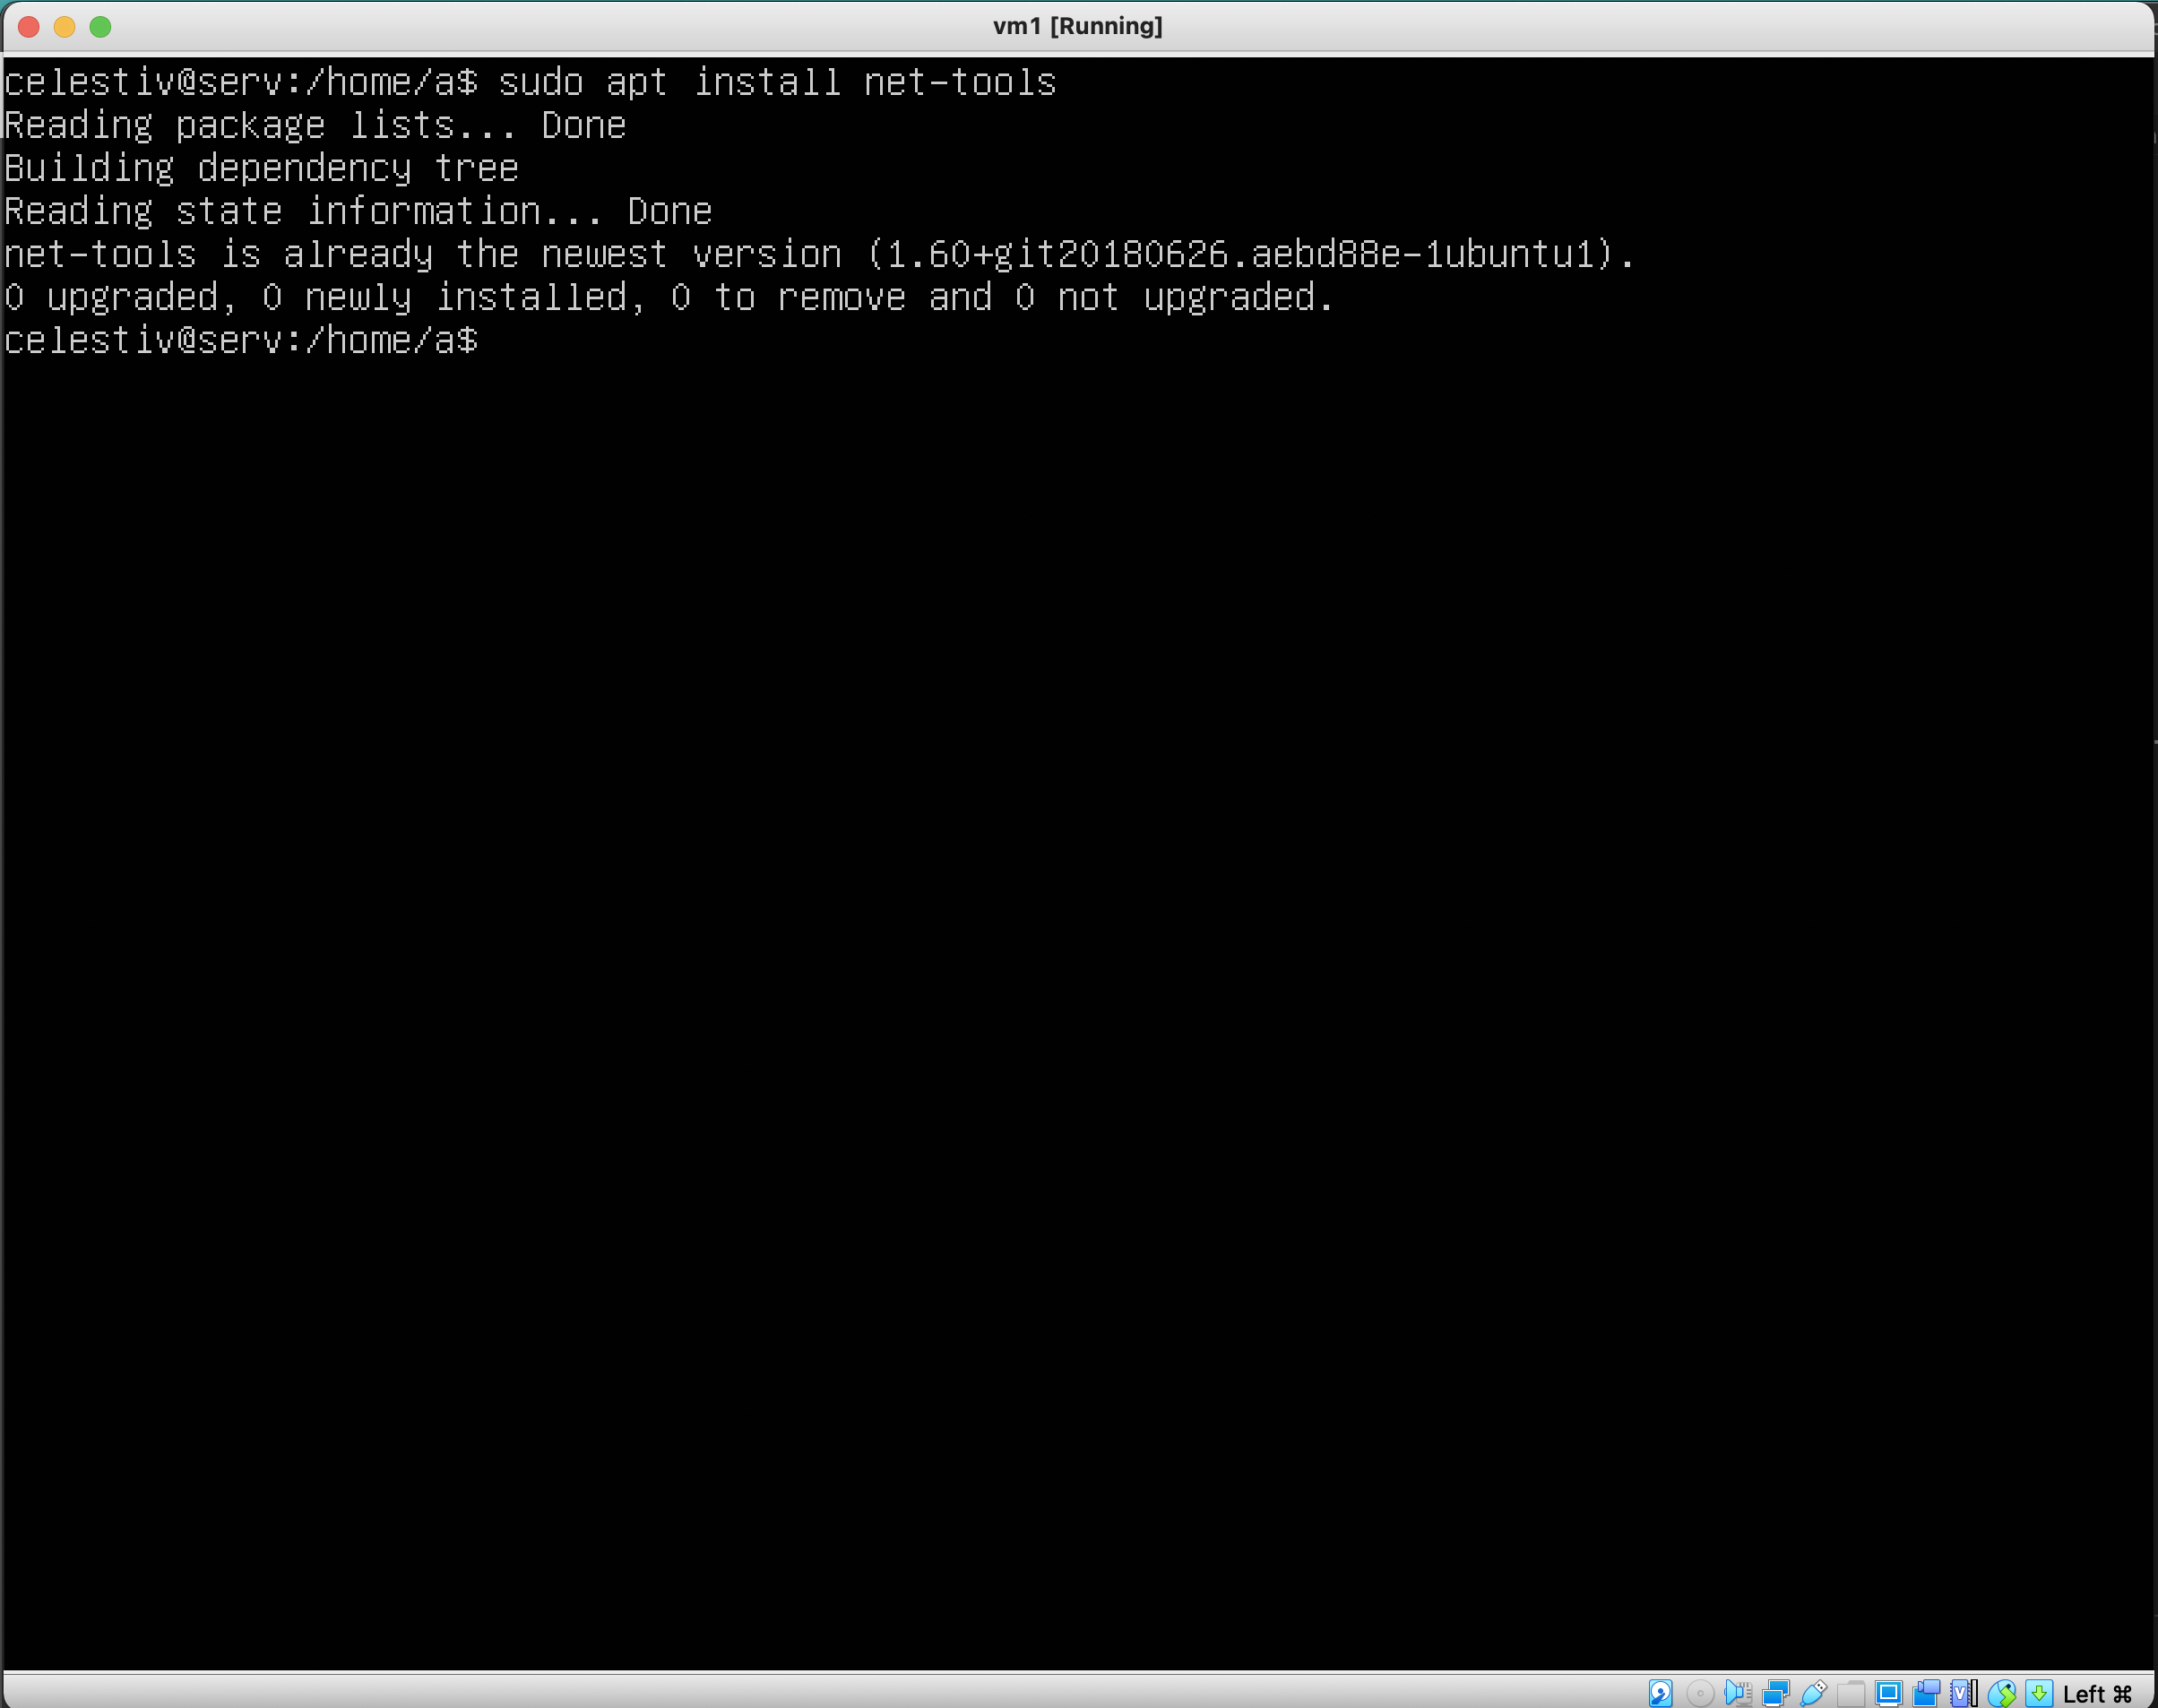 vm1 [Running]
celestiv@serv:/home/a$ sudo apt install net-tools
Reading package lists... Done
Building dependency tree
Reading state information... Done
net-tools is already the newest version (1.60+git20180626.aebd88e-1ubuntu1).
0 upgraded, 0 newly installed, 0 to remove and 0 not upgraded.
celestiv@serv:/home/a$
Left ⌘